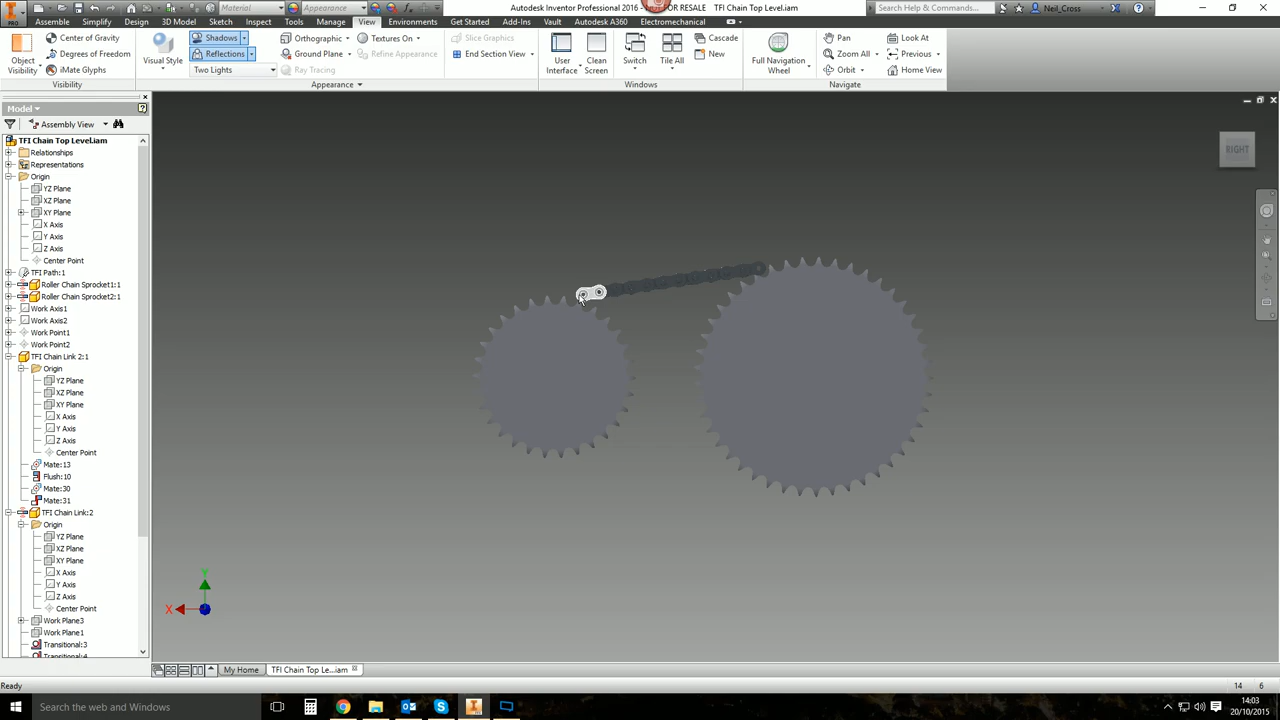 Material
Appearance
Autodesk Inventor Professional 2016 - NOT FOR RESALE TFI Chain Top Level.iam
Search Help & Commands...
Neil_Cross
Assemble Simplify Design 3D Model Sketch Inspect Tools Manage View Environments Get Started Add-Ins Vault Autodesk A360 Electromechanical
Object Visibility
Center of Gravity
Degrees of Freedom
iMate Glyphs
Visibility
Visual Style
Shadows
Reflections
Two Lights
Orthographic
Ground Plane
Ray Tracing
Textures On
Refine Appearance
Appearance
Slice Graphics
End Section View
User Interface
Clean Screen
Switch
Tile All
Cascade
New
Windows
Full Navigation Wheel
Pan
Zoom All
Orbit
Look At
Previous
Home View
Navigate
Model
Assembly View
TFI Chain Top Level.iam
Relationships
Representations
Origin
YZ Plane
XZ Plane
XY Plane
X Axis
Y Axis
Z Axis
Center Point
TFI Path:1
Roller Chain Sprocket1:1
Roller Chain Sprocket2:1
Work Axis1
Work Axis2
Work Point1
Work Point2
TFI Chain Link 2:1
Origin
YZ Plane
XZ Plane
XY Plane
X Axis
Y Axis
Z Axis
Center Point
Mate:13
Flush:10
Mate:30
Mate:31
TFI Chain Link:2
Origin
YZ Plane
XZ Plane
XY Plane
X Axis
Y Axis
Z Axis
Center Point
Work Plane3
Work Plane1
Transitional:3
Transitional:4
RIGHT
Y
X
My Home
TFI Chain Top Le...iam
Ready
14 6
Search the web and Windows
14:03
20/10/2015